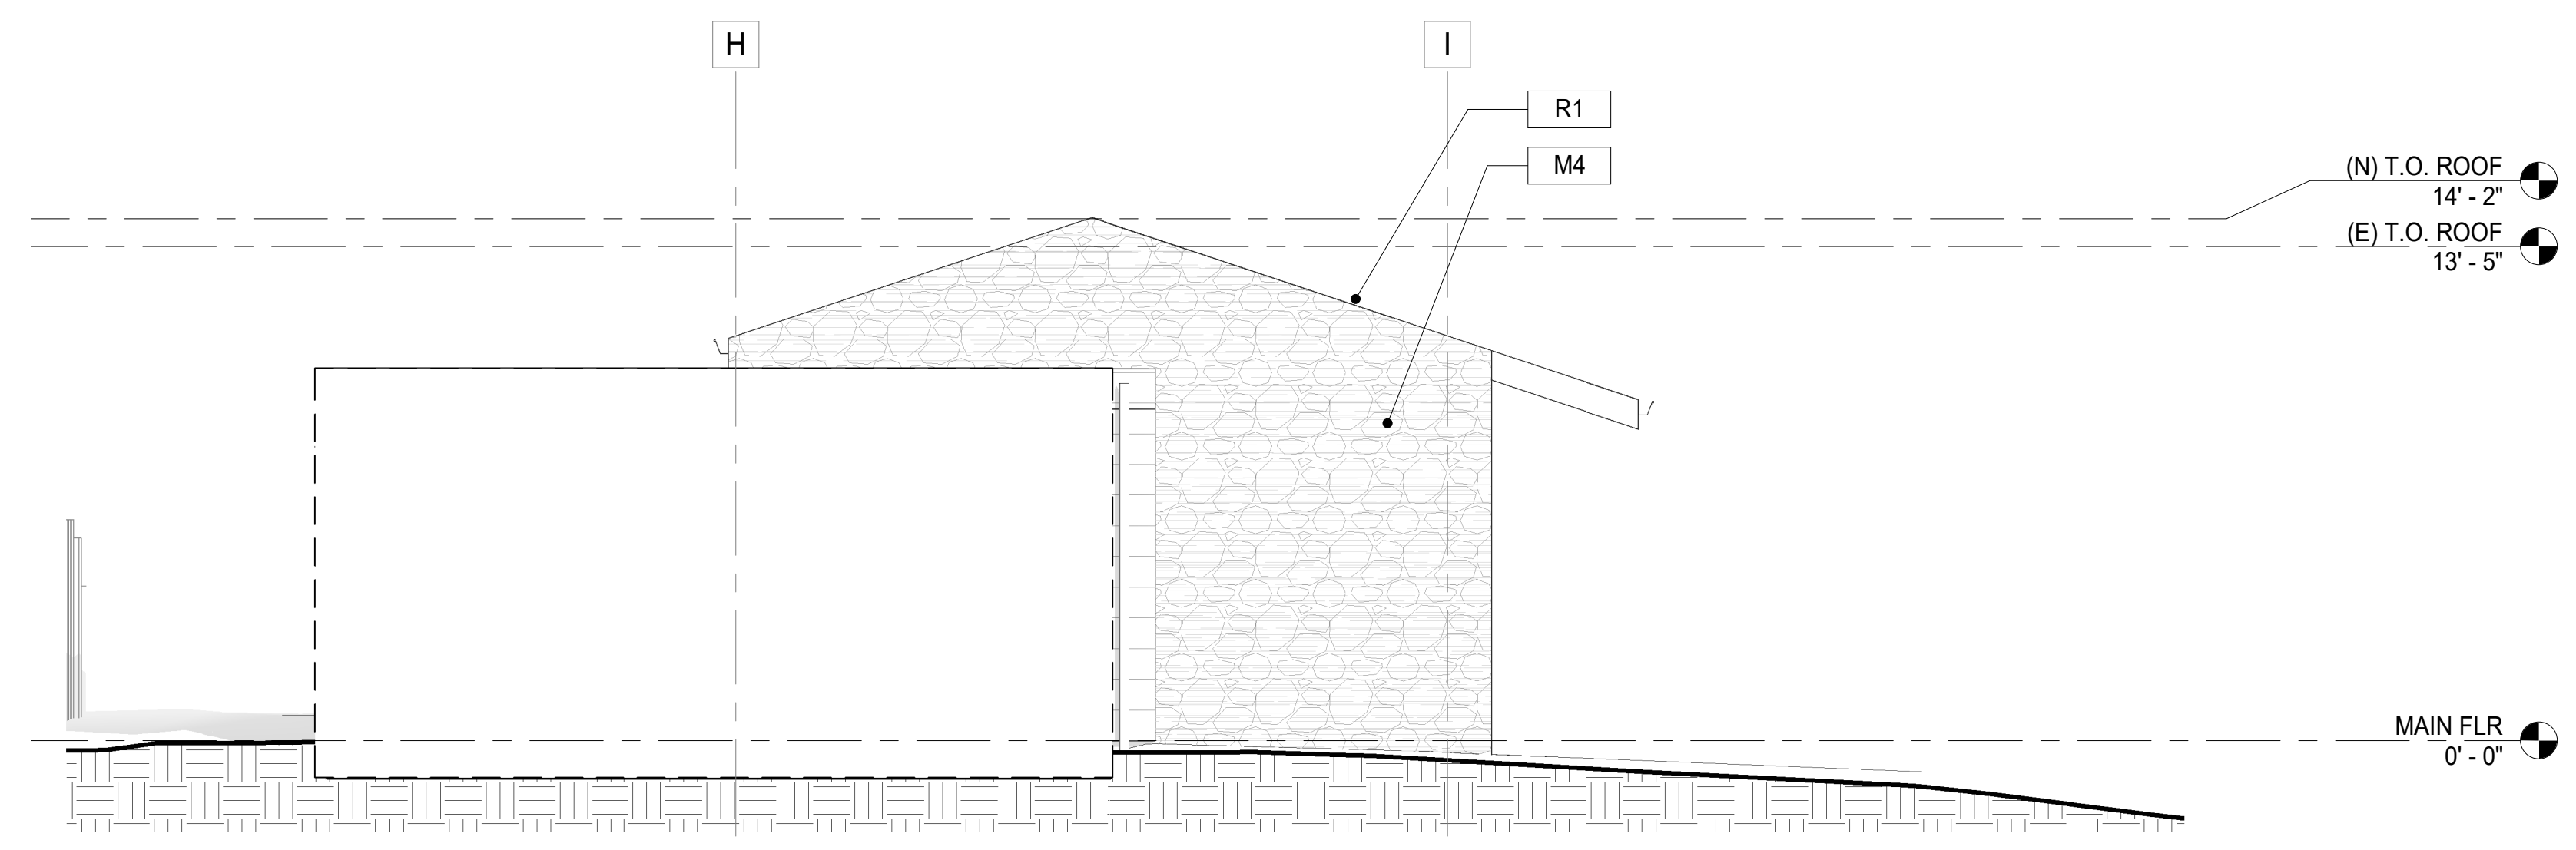 H
I
R1
M4
(N) T.O. ROOF
14' - 2"
(E) T.O. ROOF
13' - 5"
MAIN FLR
0' - 0"